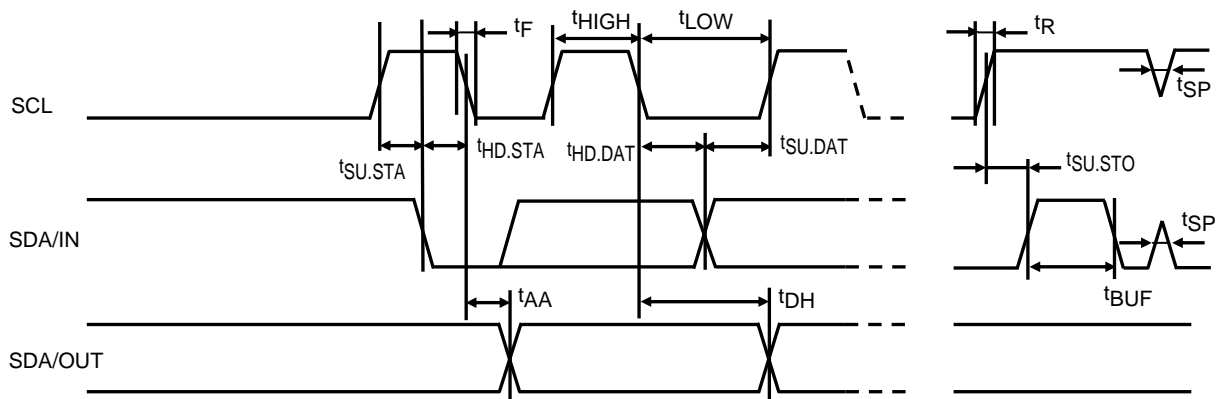 tF
tHIGH
tLOW
tR
SCL
tSP
tSU.STA
tHD.STA
tHD.DAT
tSU.DAT
tSU.STO
SDA/IN
tSP
tAA
tDH
tBUF
SDA/OUT